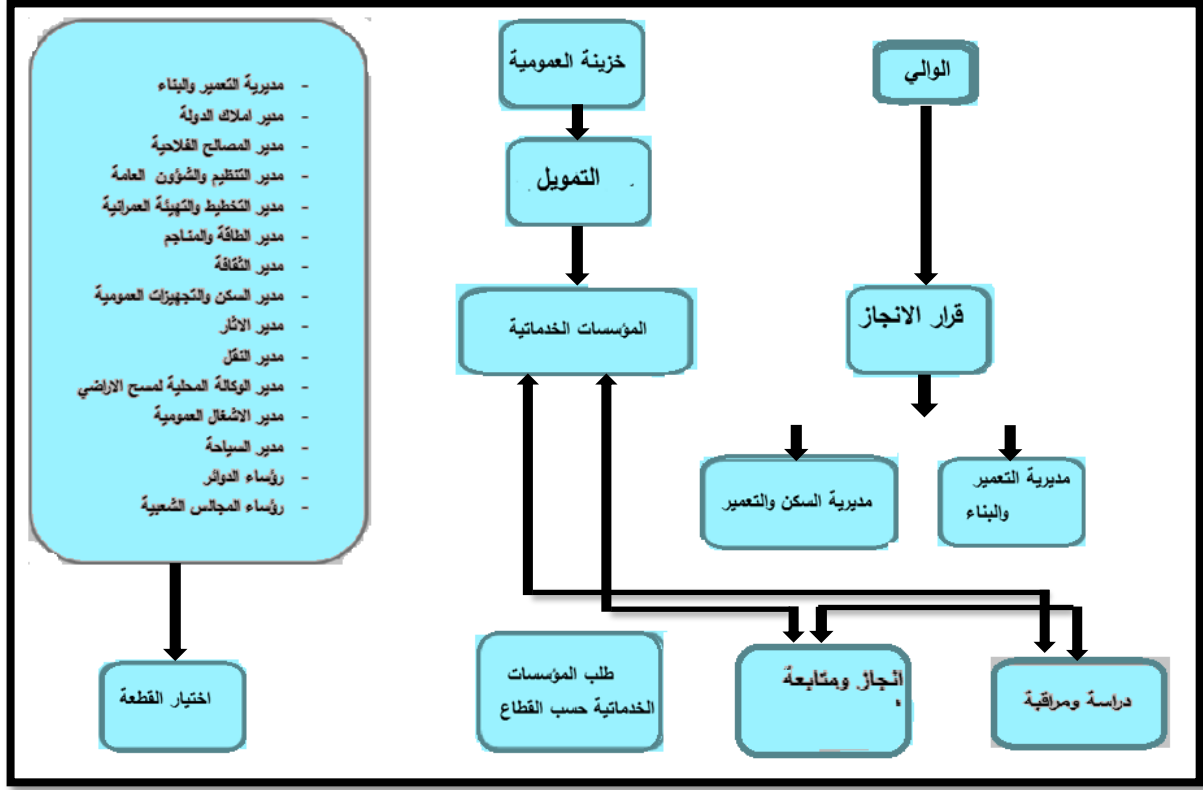 الوالي
قرار الانجاز
مديرية التعمير
والبناء
مديرية السكن والتعمير
خزينة العمومية
التمويل
المؤسسات الخدماتية
- مديرية التعمير والبناء
- مدير املاك الدولة
- مدير المصالح الفلاحية
- مدير التنظيم والشؤون العامة
- مدير التخطيط والتهيئة العمرانية
- مدير الطاقة والمناجم
- مدير الثقافة
- مدير السكن والتجهيزات العمومية
- مدير الاثار
- مدير النقل
- مدير الوكالة المحلية لمسح الاراضي
- مدير الاشغال العمومية
- مدير السياحة
- رؤساء الدوائر
- رؤساء المجالس الشعبية
دراسة ومراقبة
انجاز ومتابعة
طلب المؤسسات
الخدماتية حسب القطاع
اختيار القطعة